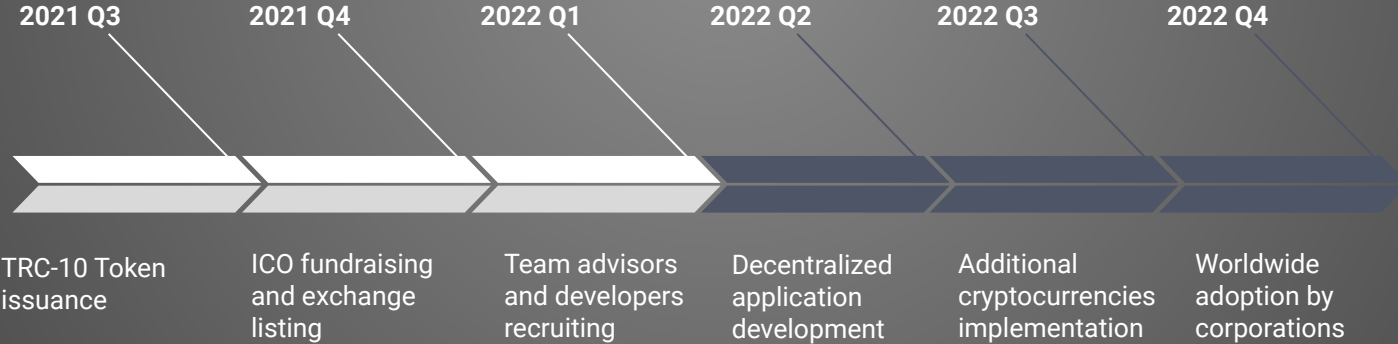 2021 Q3
2021 Q4
2022 Q1
2022 Q2
2022 Q3
2022 Q4
TRC-10 Token
issuance
ICO fundraising
and exchange
listing
Team advisors
and developers
recruiting
Decentralized
application
development
Additional
cryptocurrencies
implementation
Worldwide
adoption by
corporations